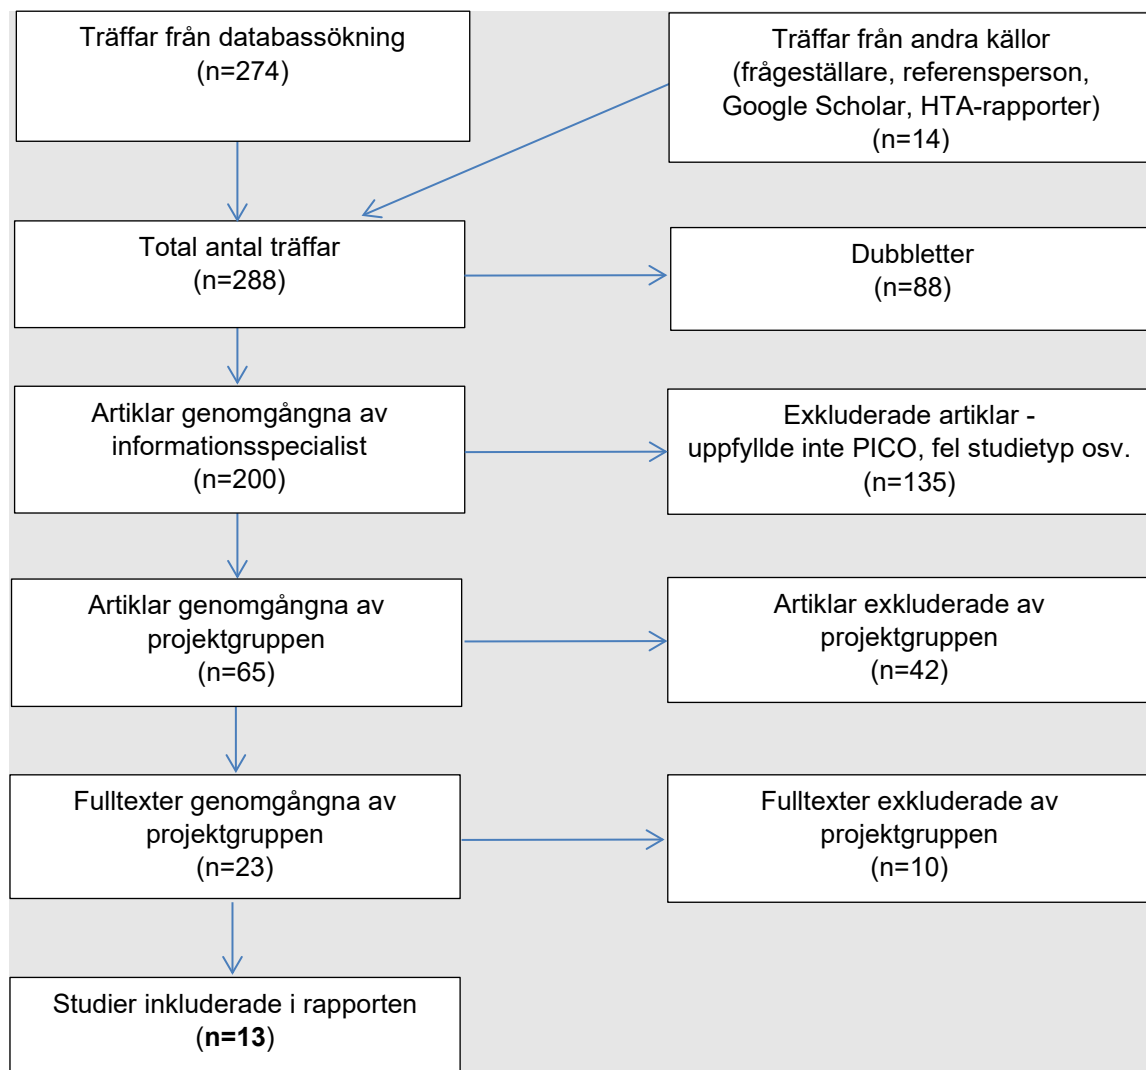 Träffar från databassökning
(n=274)
Träffar från andra källor
(frågeställare, referensperson,
Google Scholar, HTA-rapporter)
(n=14)
Total antal träffar
(n=288)
Dubbletter
(n=88)
Artiklar genomgångna av
informationsspecialist
(n=200)
Exkluderade artiklar -
uppfyllde inte PICO, fel studietyp osv.
(n=135)
Artiklar genomgångna av
projektgruppen
(n=65)
Artiklar exkluderade av
projektgruppen
(n=42)
Fulltexter genomgångna av
projektgruppen
(n=23)
Fulltexter exkluderade av
projektgruppen
(n=10)
Studier inkluderade i rapporten
(n=13)